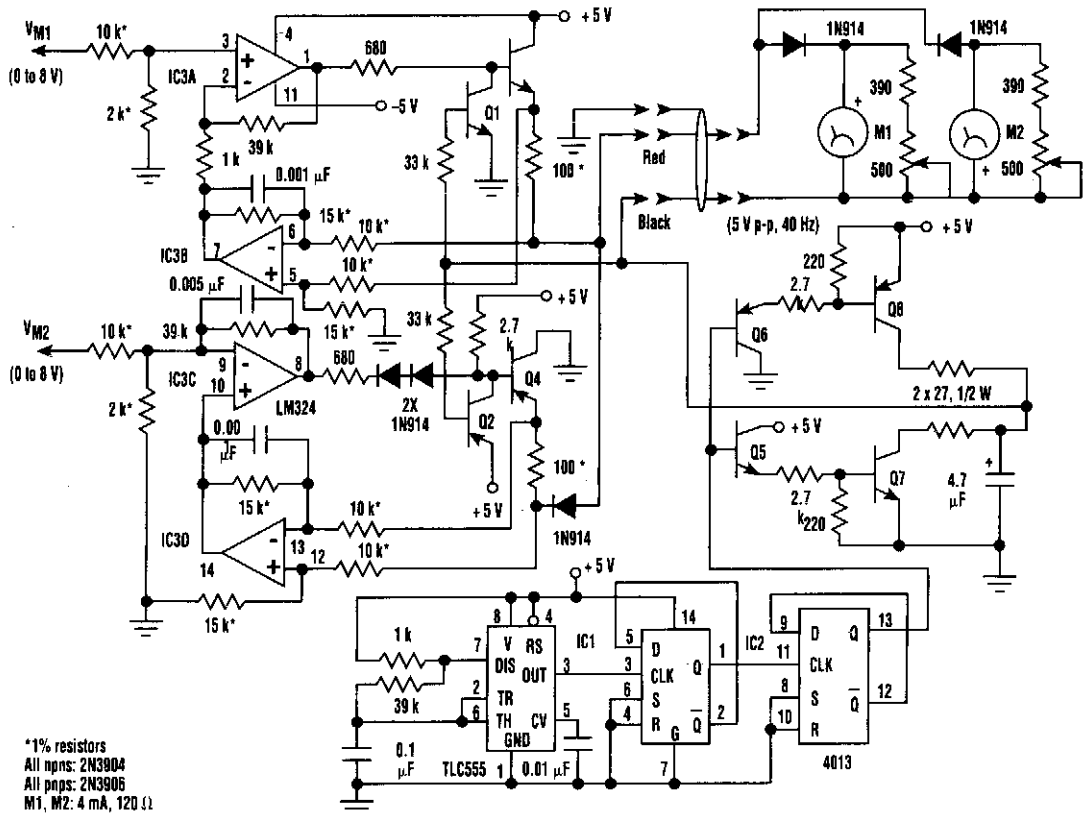 V M1
10 k*
(0 to 8 V)
2 k*
IC3A
3
2
+
-
4
1
11
680
+ 5 V
-5 V
39 k
1 k
0.001 µF
15 k*
IC3B
7
6
5
-
+
10 k*
10 k*
15 k*
0.005 µF
33 k
Q1
100 *
Red
Black
(5 V p-p, 40 Hz)
1N914
1N914
390
M1
500
+
390
M2
500
+
V M2
10 k*
(0 to 8 V)
2 k*
39 k
9
10
-
+
8
IC3C
LM324
680
2X
1N914
33 k
Q2
+5 V
2.7
k
Q4
+5 V
100 *
1N914
0.00
µF
15 k*
IC3D
14
13
12
-
+
10 k*
10 k*
15 k*
+ 5 V
220
2.7
k
Q6
Q8
2 x 27, 1/2 W
Q5
+ 5 V
2.7
k
220
Q7
4.7
µF
+
+5 V
1 k
39 k
0.1
µF
8
4
V
RS
7
DIS
OUT
3
2
TR
6
TH
CV
5
GND
1
TLC555
0.01 µF
IC1
14
5
D
3
CLK
Q
1
6
S
4
R
Q
2
G
7
IC2
9
D
Q
13
11
CLK
8
S
Q
12
10
R
4013
*1% resistors
All npns: 2N3904
All pnps: 2N3906
M1, M2: 4 mA, 120 Ω